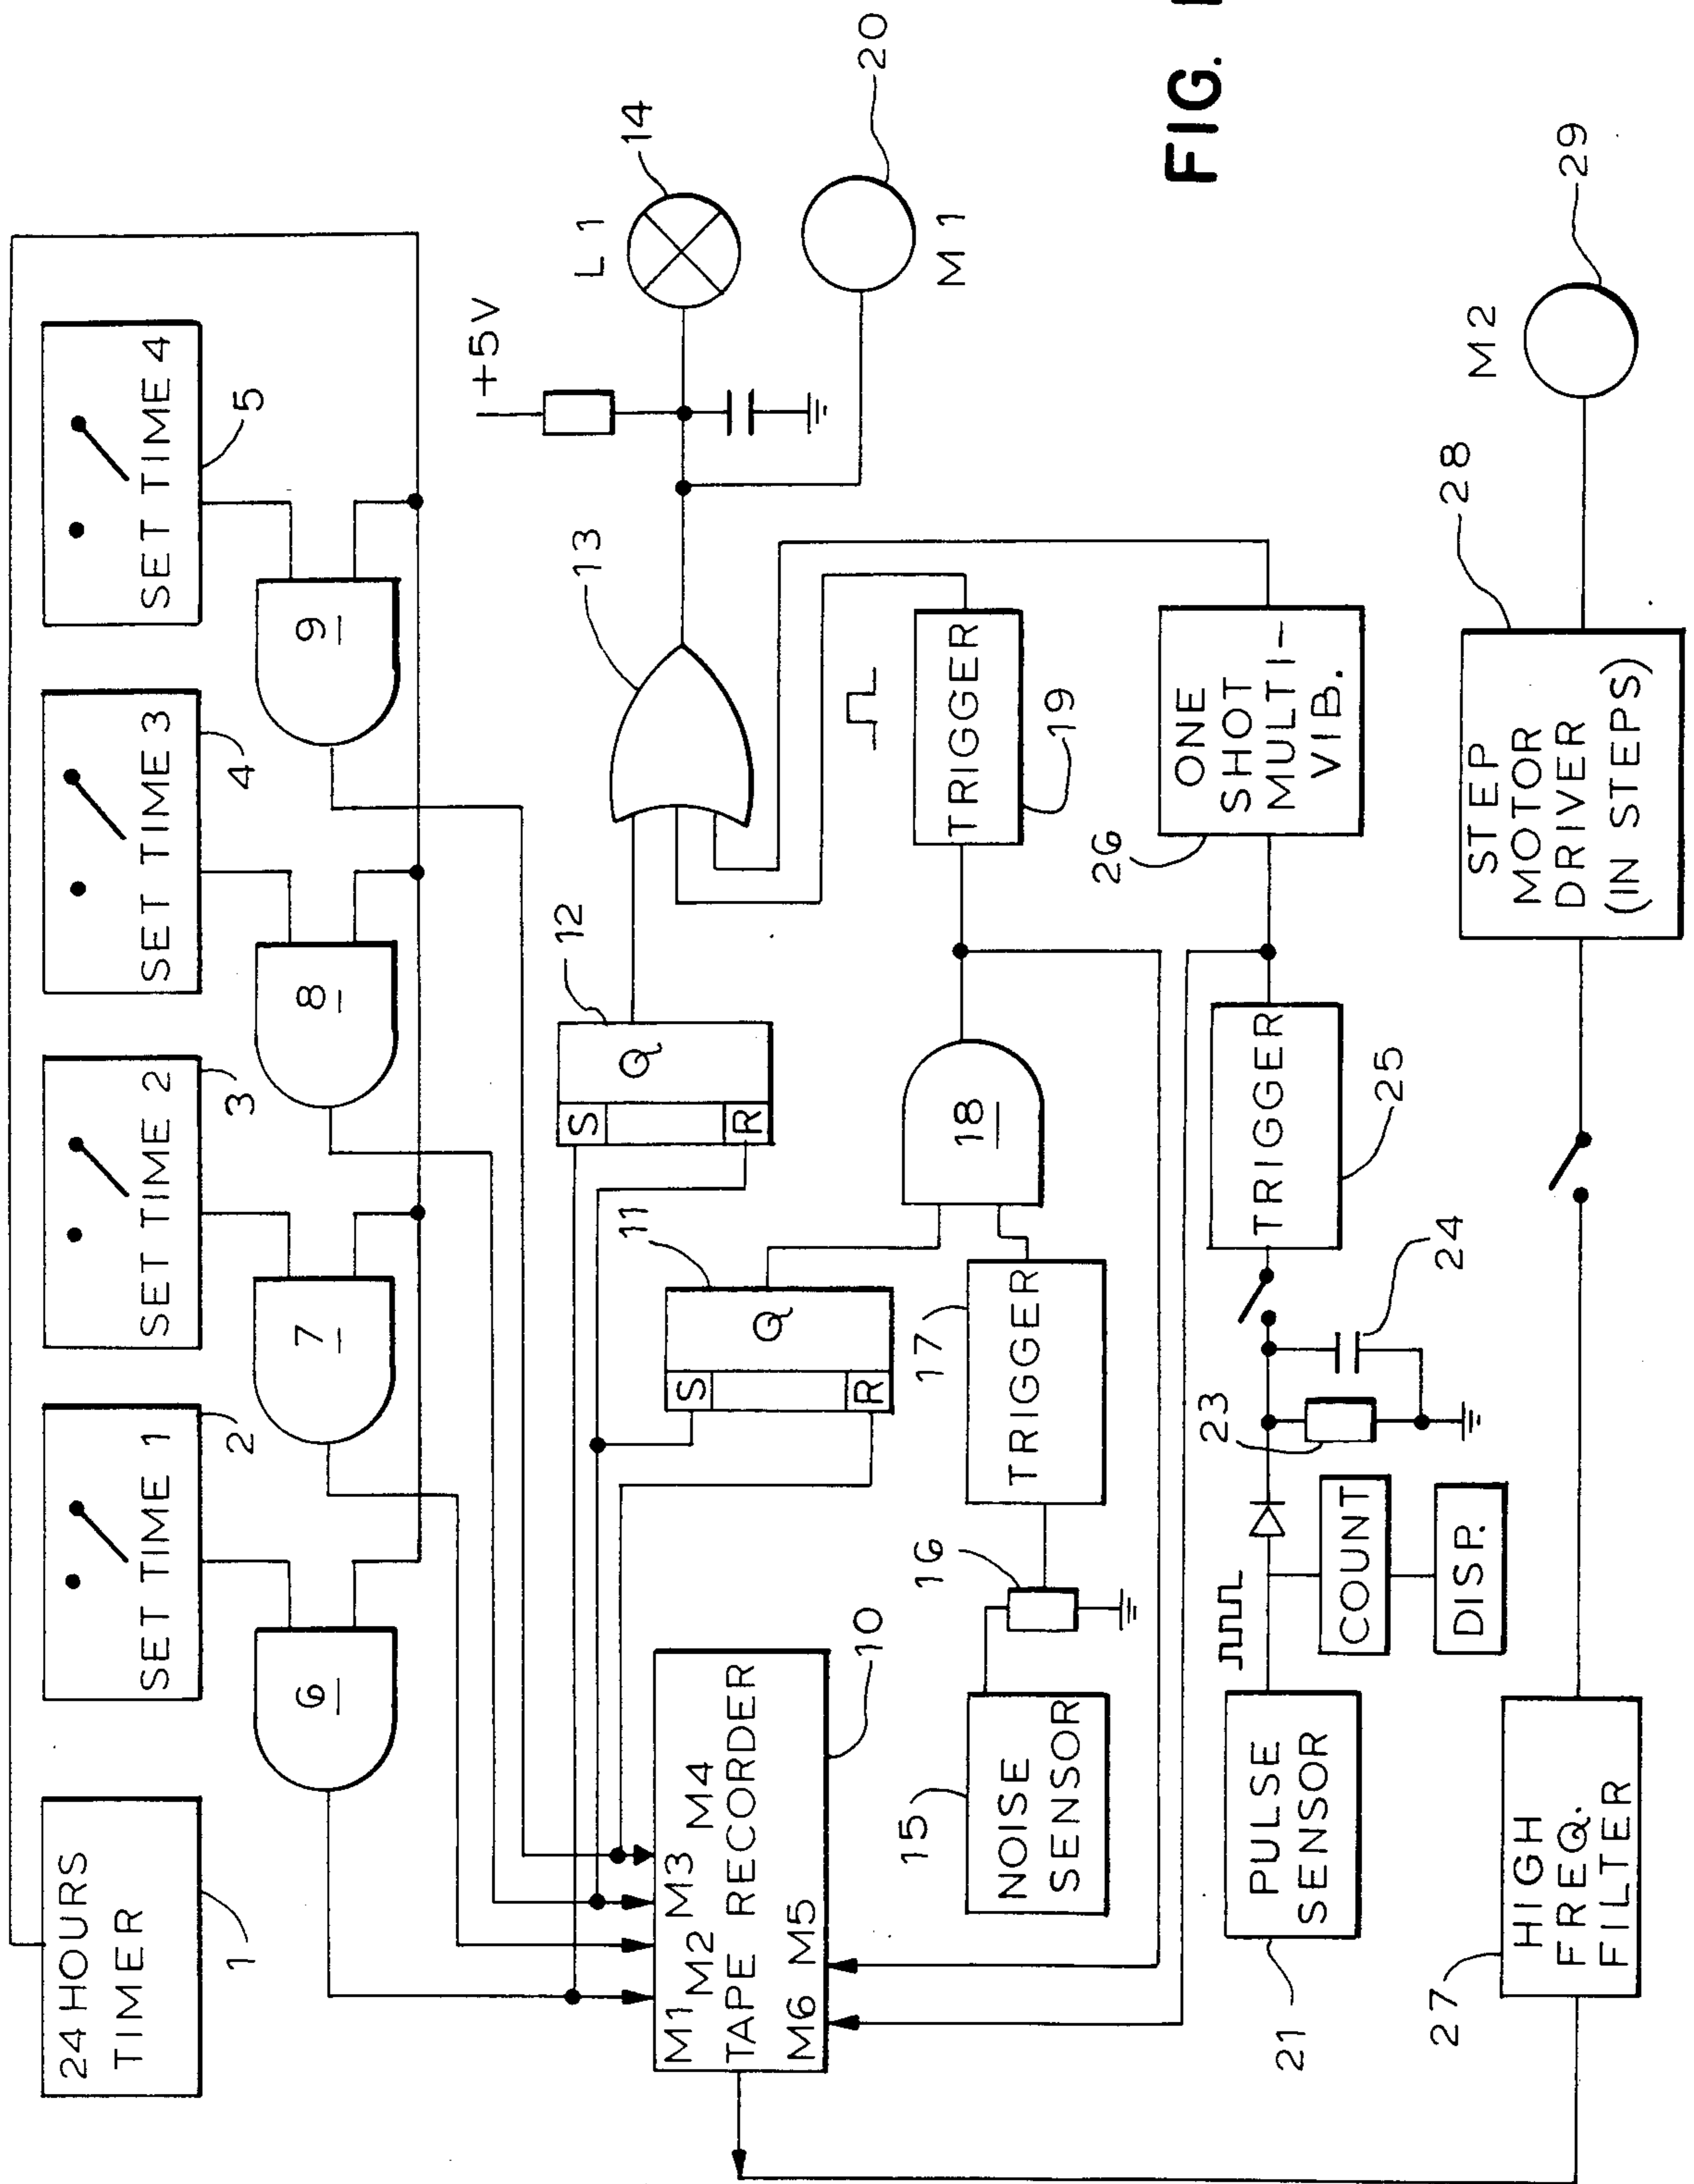 24 HOURS
TIMER
1
SET TIME 1
2
SET TIME 2
3
SET TIME 3
4
SET TIME 4
5
6
7
8
9
M1 M2 M3 M4
TAPE RECORDER
M6 M5
10
S
Q
R
11
S
Q
R
12
13
+5V
L 1
14
M 1
20
NOISE
SENSOR
15
16
TRIGGER
17
18
TRIGGER
19
PULSE
SENSOR
21
COUNT
DISP.
23
24
TRIGGER
25
ONE
SHOT
MULTI-
VIB.
26
HIGH
FREQ.
FILTER
27
STEP
MOTOR
DRIVER
(IN STEPS)
28
M2
29
FIG.